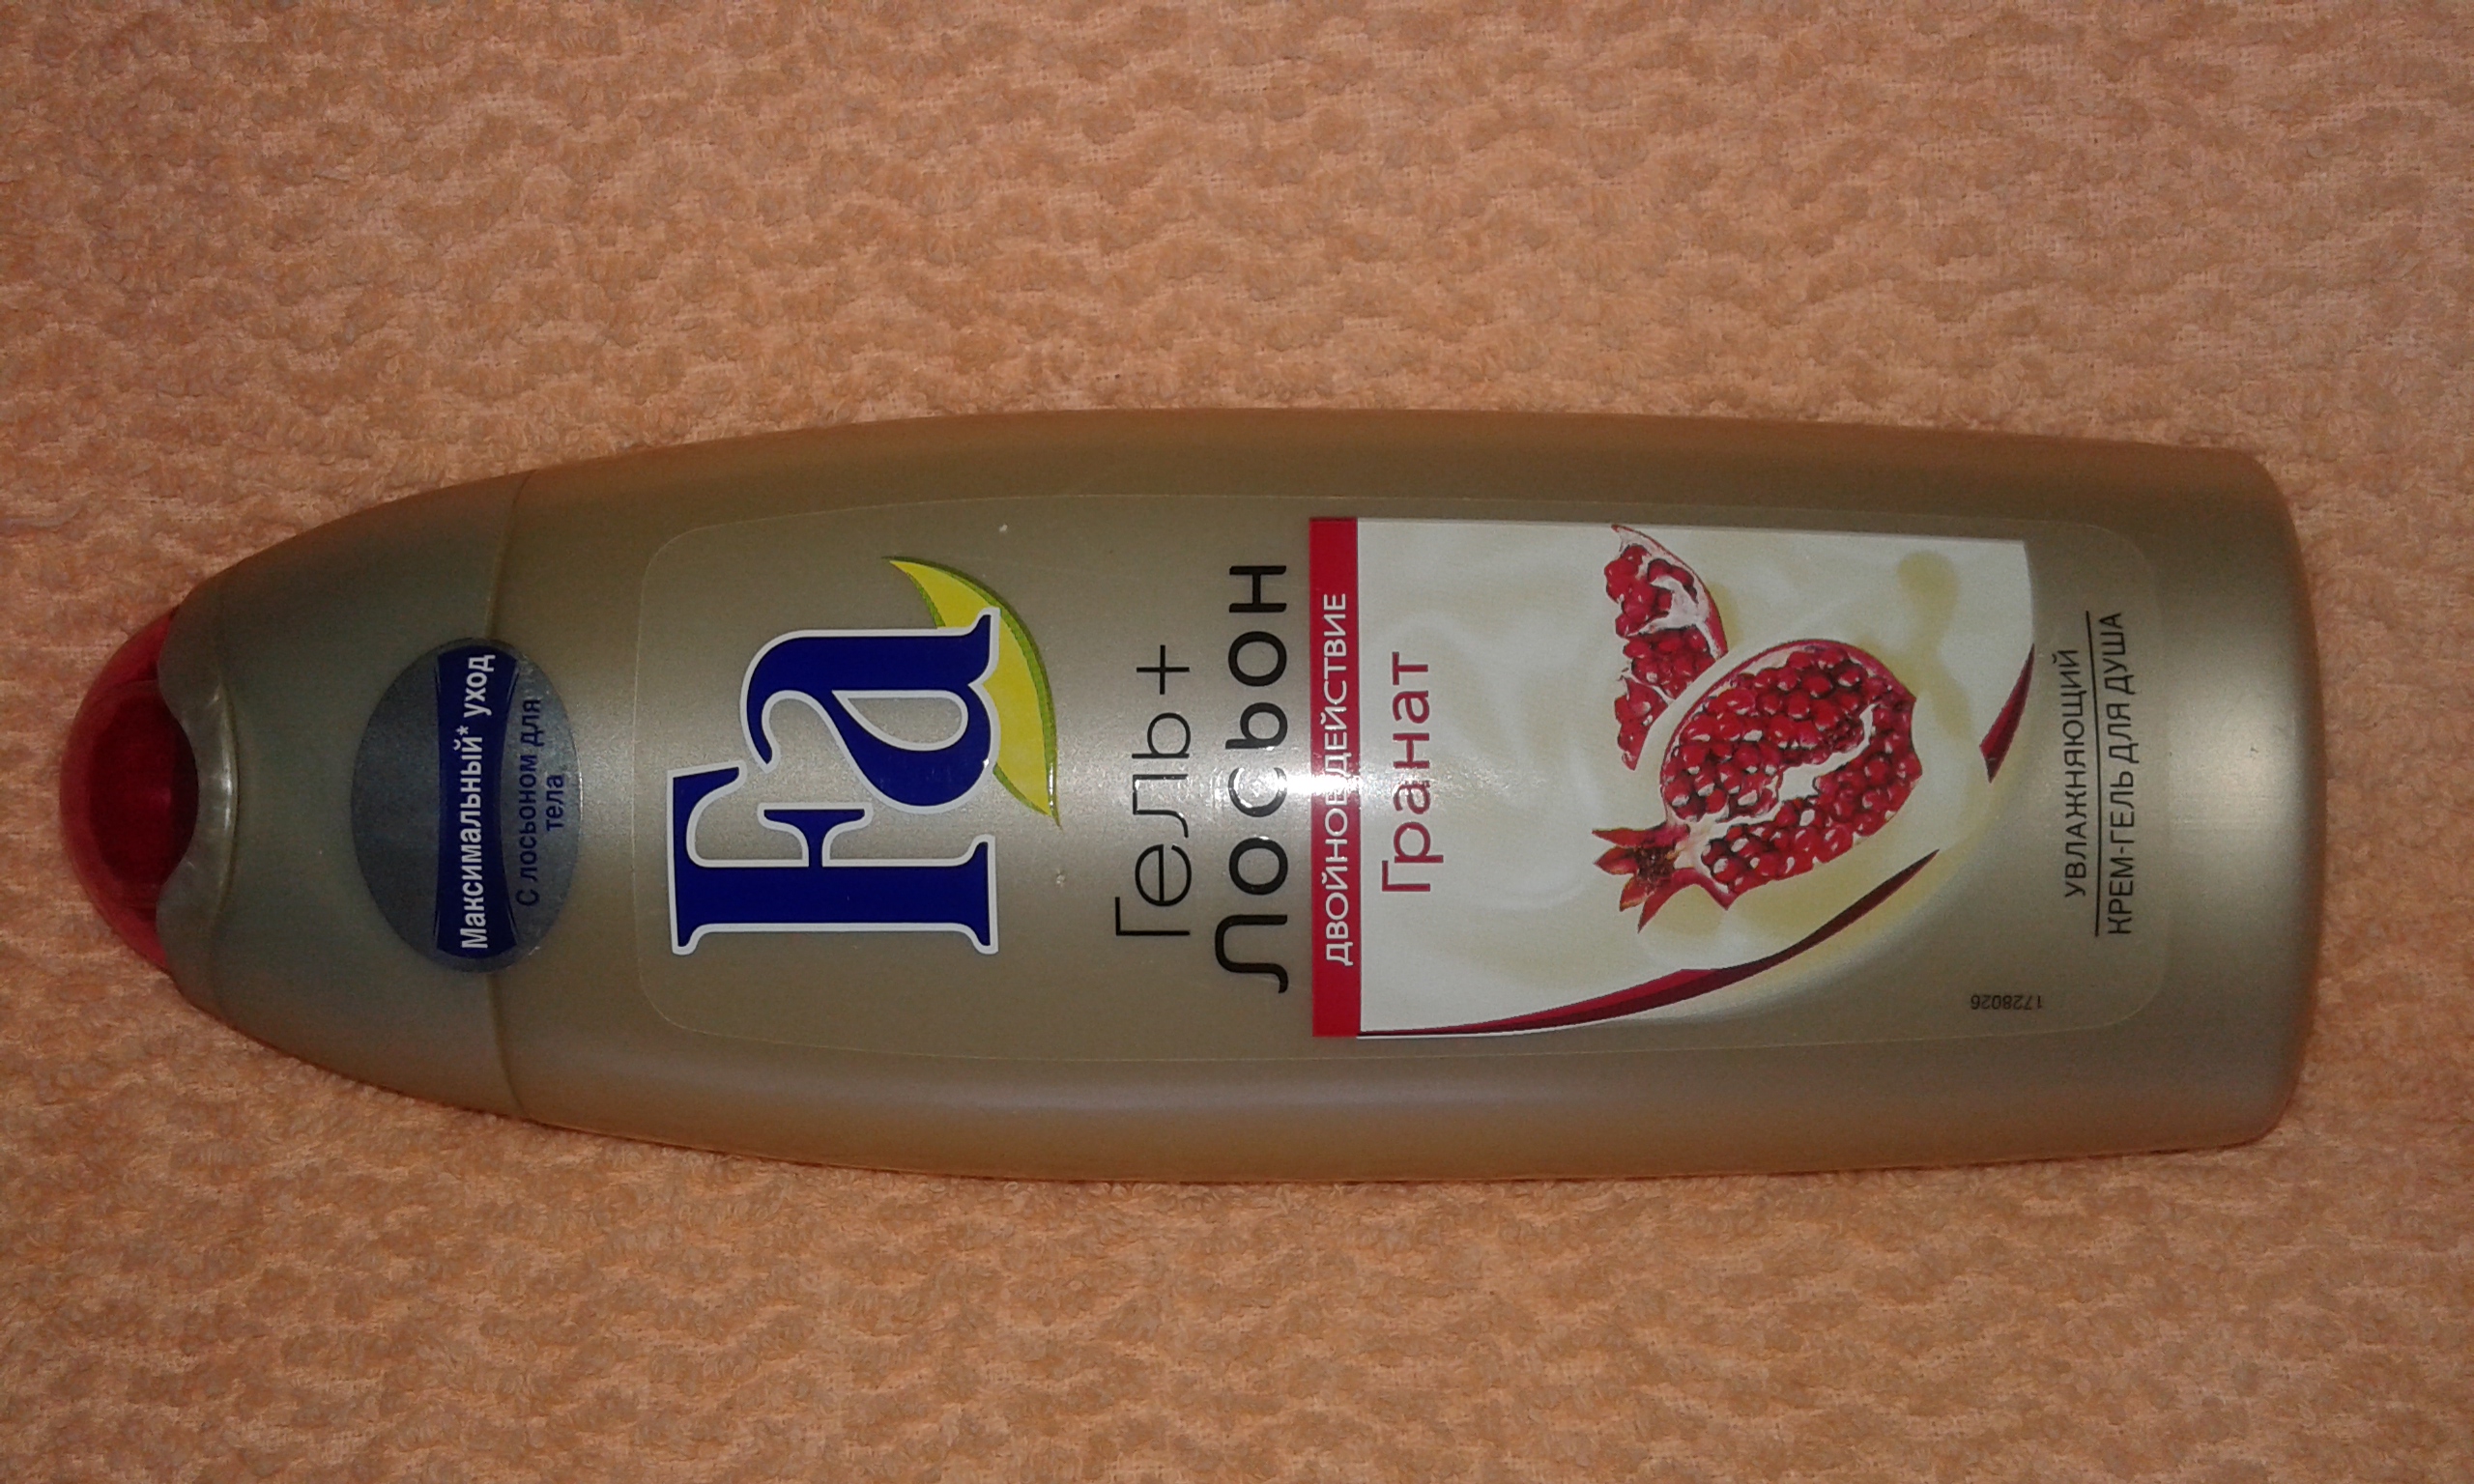 Максимальный* уход
С лосьоном для
тела
Fa
Гель+
Лосьон
ДВОЙНОЕ ДЕЙСТВИЕ
Гранат
УВЛАЖНЯЮЩИЙ
КРЕМ-ГЕЛЬ ДЛЯ ДУША
1728026